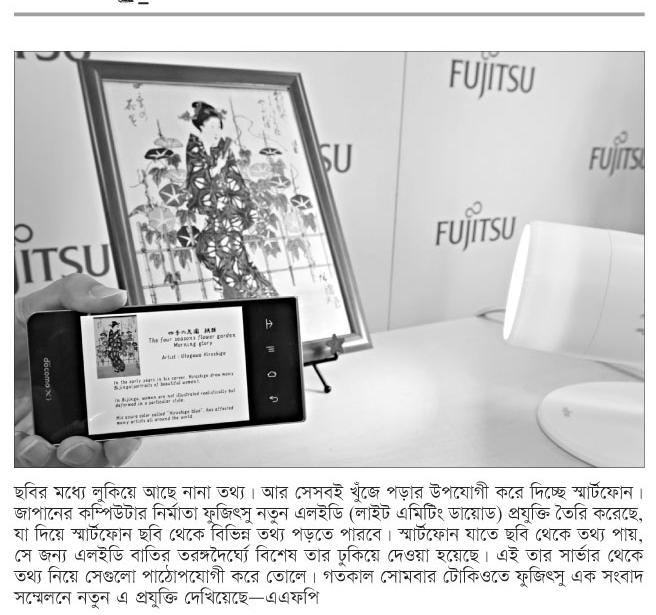 FUJITSU
FUJITSU
SU
FUJITSU
JITSU
docomo
四季の花園 朝顔
The four seasons flower garden
Morning glory
Artist : Utagawa Hiroshige
In the early years in his career, Hiroshige drew many
Bijinga(portraits of beautiful women).
In Bijinga, women are not illustrated realistically but
deformed in a particular style.
His azure color called "Hiroshige blue", has affected
many artists all around the world.
ছবির মধ্যে লুকিয়ে আছে নানা তথ্য। আর সেসবই খুঁজে পড়ার উপযোগী করে দিচ্ছে স্মার্টফোন।
জাপানের কম্পিউটার নির্মাতা ফুজিৎসু নতুন এলইডি (লাইট এমিটিং ডায়োড) প্রযুক্তি তৈরি করেছে,
যা দিয়ে স্মার্টফোন ছবি থেকে বিভিন্ন তথ্য পড়তে পারবে। স্মার্টফোন যাতে ছবি থেকে তথ্য পায়,
সে জন্য এলইডি বাতির তরঙ্গদৈর্ঘ্যে বিশেষ তার ঢুকিয়ে দেওয়া হয়েছে। এই তার সার্ভার থেকে
তথ্য নিয়ে সেগুলো পাঠোপযোগী করে তোলে। গতকাল সোমবার টোকিওতে ফুজিৎসু এক সংবাদ
সম্মেলনে নতুন এ প্রযুক্তি দেখিয়েছে—এএফপি